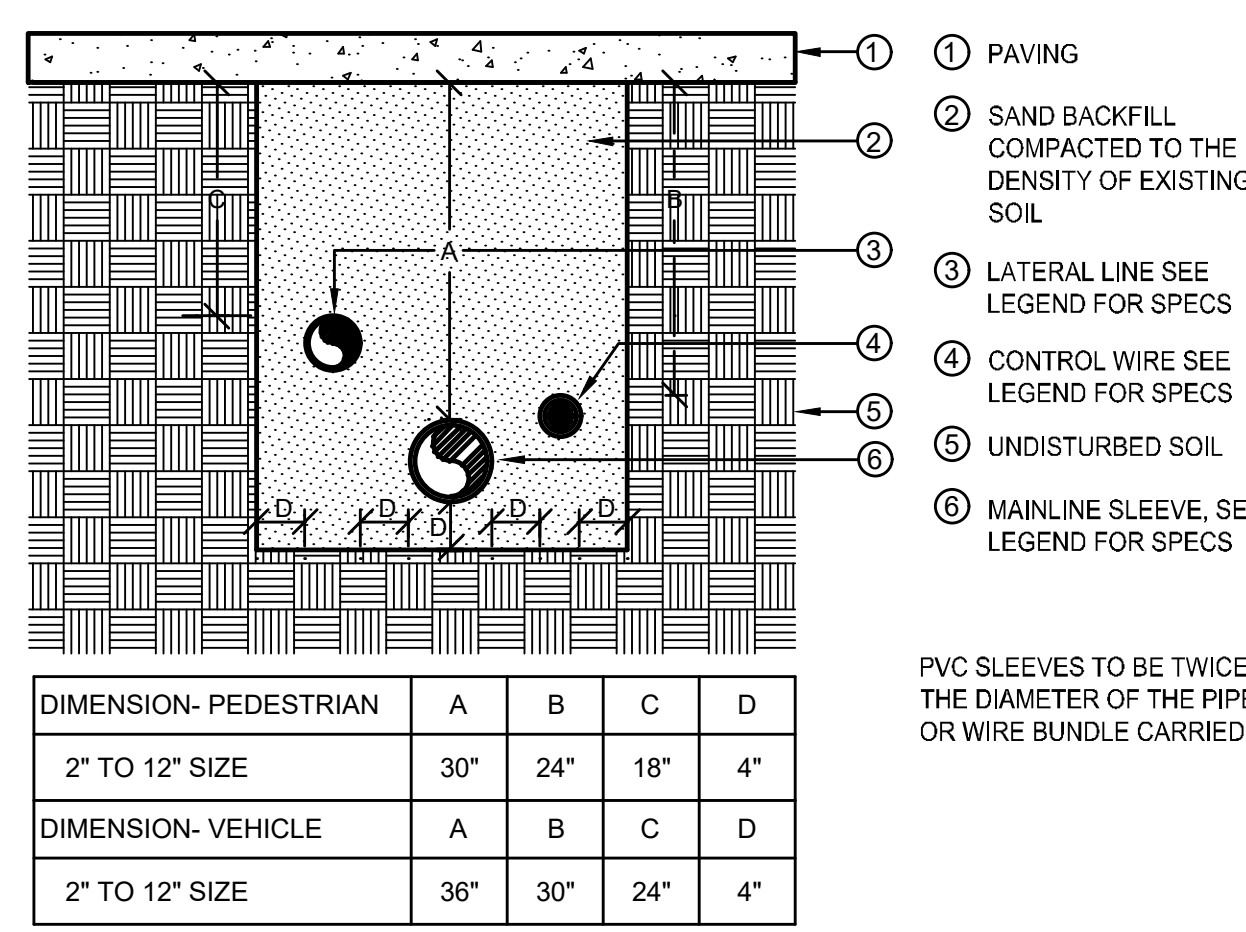 1
2
3
4
5
6
C
A
B
D
D
D
D
D
1 PAVING
2 SAND BACKFILL
COMPACTED TO THE
DENSITY OF EXISTING
SOIL
3 LATERAL LINE SEE
LEGEND FOR SPECS
4 CONTROL WIRE SEE
LEGEND FOR SPECS
5 UNDISTURBED SOIL
6 MAINLINE SLEEVE, SE
LEGEND FOR SPECS
PVC SLEEVES TO BE TWICE
THE DIAMETER OF THE PIPE
OR WIRE BUNDLE CARRIED
DIMENSION- PEDESTRIAN A B C D
2" TO 12" SIZE 30" 24" 18" 4"
DIMENSION- VEHICLE A B C D
2" TO 12" SIZE 36" 30" 24" 4"